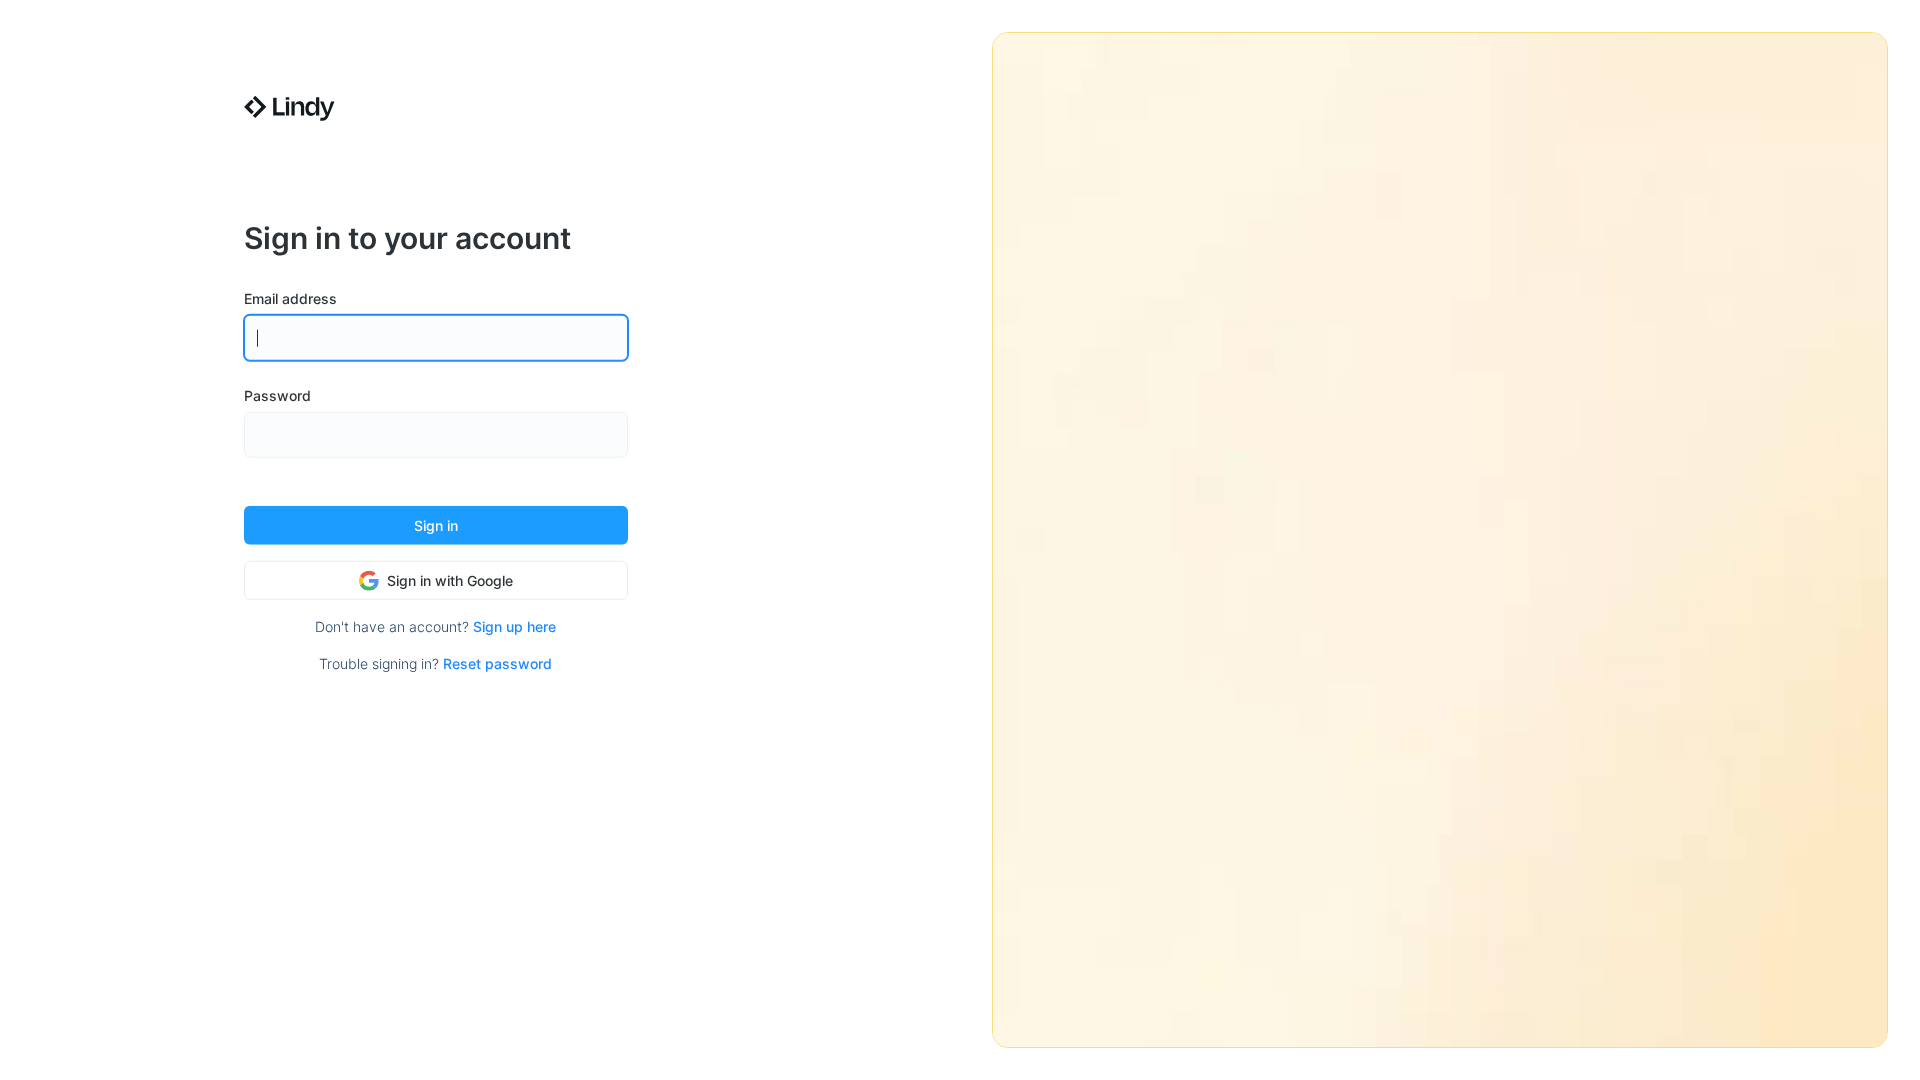 Lindy
Sign in to your account
Email address
Password
Sign in
Sign in with Google
Don't have an account? Sign up here
Trouble signing in? Reset password